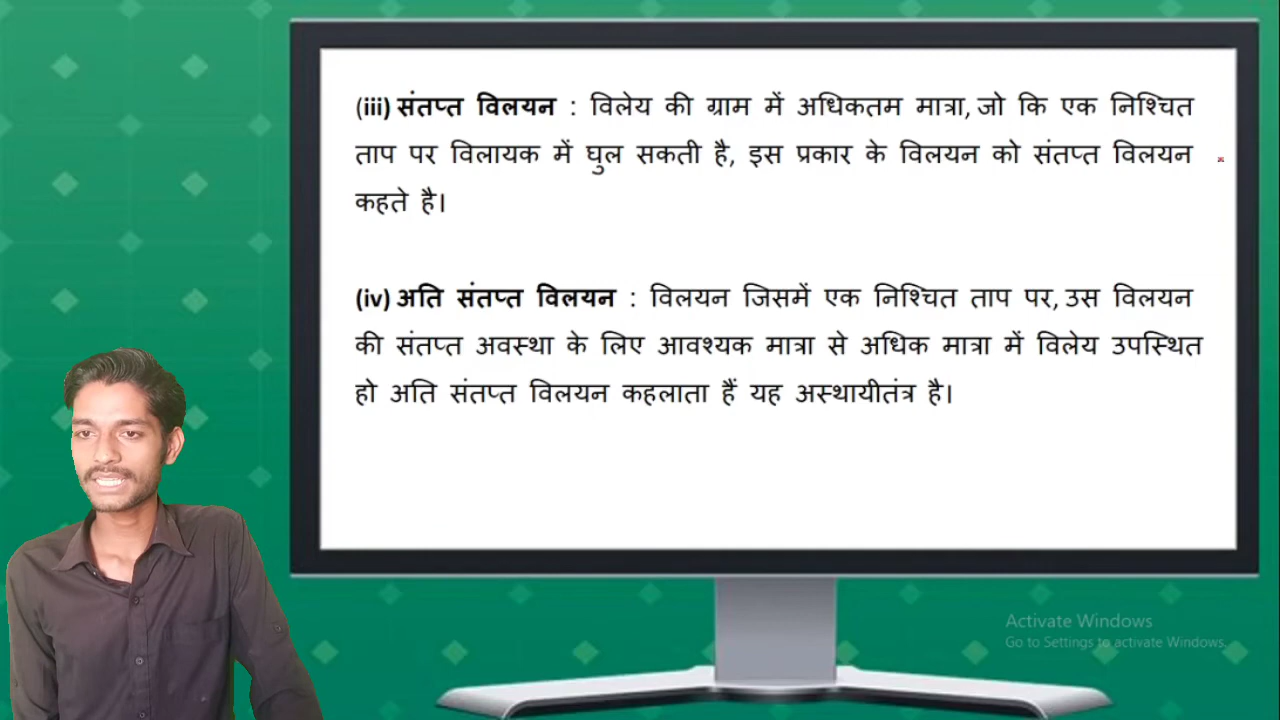 (iii) संतप्त विलयन : विलेय की ग्राम में अधिकतम मात्रा, जो कि एक निश्चित
ताप पर विलायक में घुल सकती है, इस प्रकार के विलयन को संतप्त विलयन
कहते है।
(iv) अति संतप्त विलयन : विलयन जिसमें एक निश्चित ताप पर, उस विलयन
की संतप्त अवस्था के लिए आवश्यक मात्रा से अधिक मात्रा में विलेय उपस्थित
हो अति संतप्त विलयन कहलाता हैं यह अस्थायीतंत्र है।
Activate Windows
Go to Settings to activate Windows.